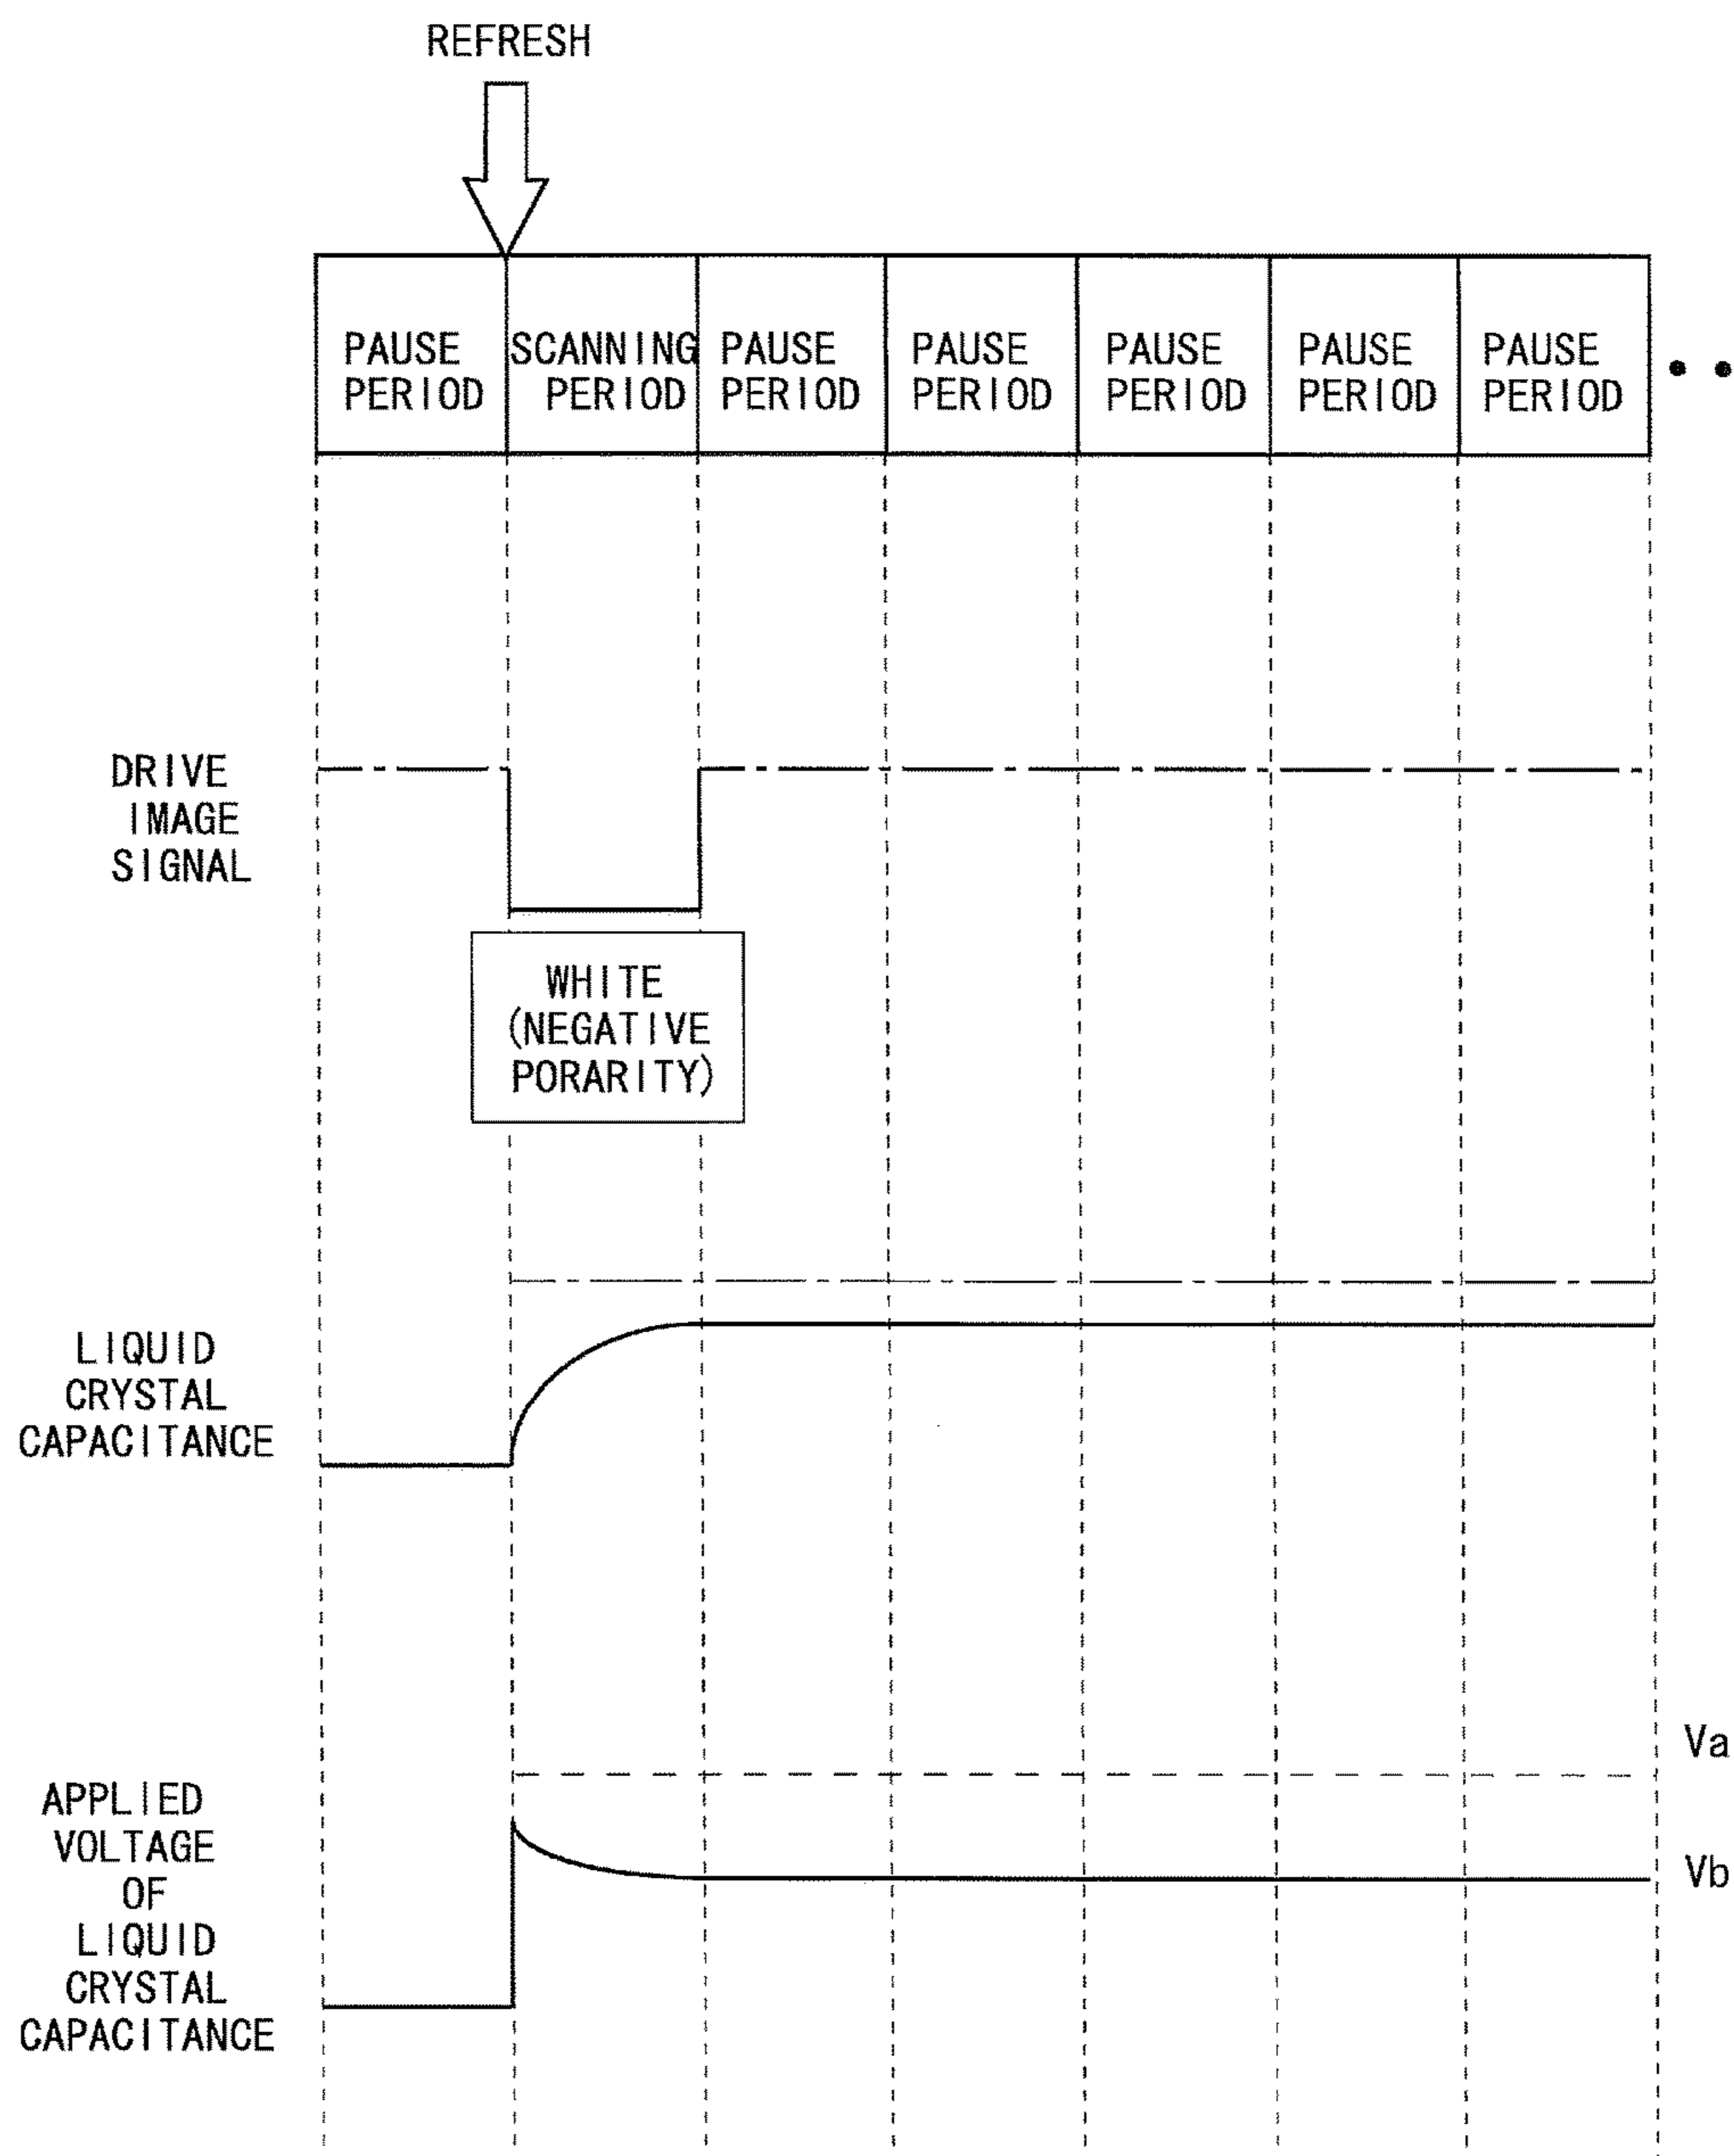 REFRESH
PAUSE
PERIOD
SCANNING
PERIOD
PAUSE
PERIOD
PAUSE
PERIOD
PAUSE
PERIOD
PAUSE
PERIOD
PAUSE
PERIOD
DRIVE
IMAGE
SIGNAL
WHITE
(NEGATIVE
PORARITY)
LIQUID
CRYSTAL
CAPACITANCE
Va
APPLIED
VOLTAGE
OF
LIQUID
CRYSTAL
CAPACITANCE
Vb